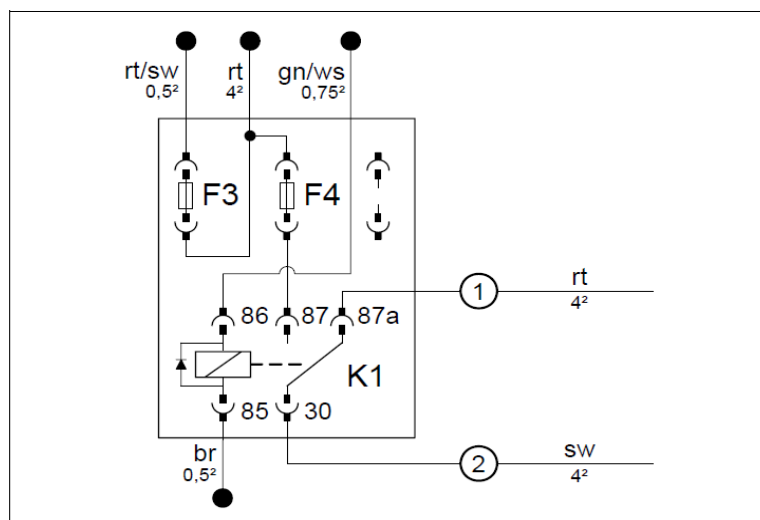 rt/sw
0,5²
rt
4²
gn/ws
0,75²
F3
F4
86
87
87a
1
rt
4²
K1
85
30
br
0,5²
2
sw
4²